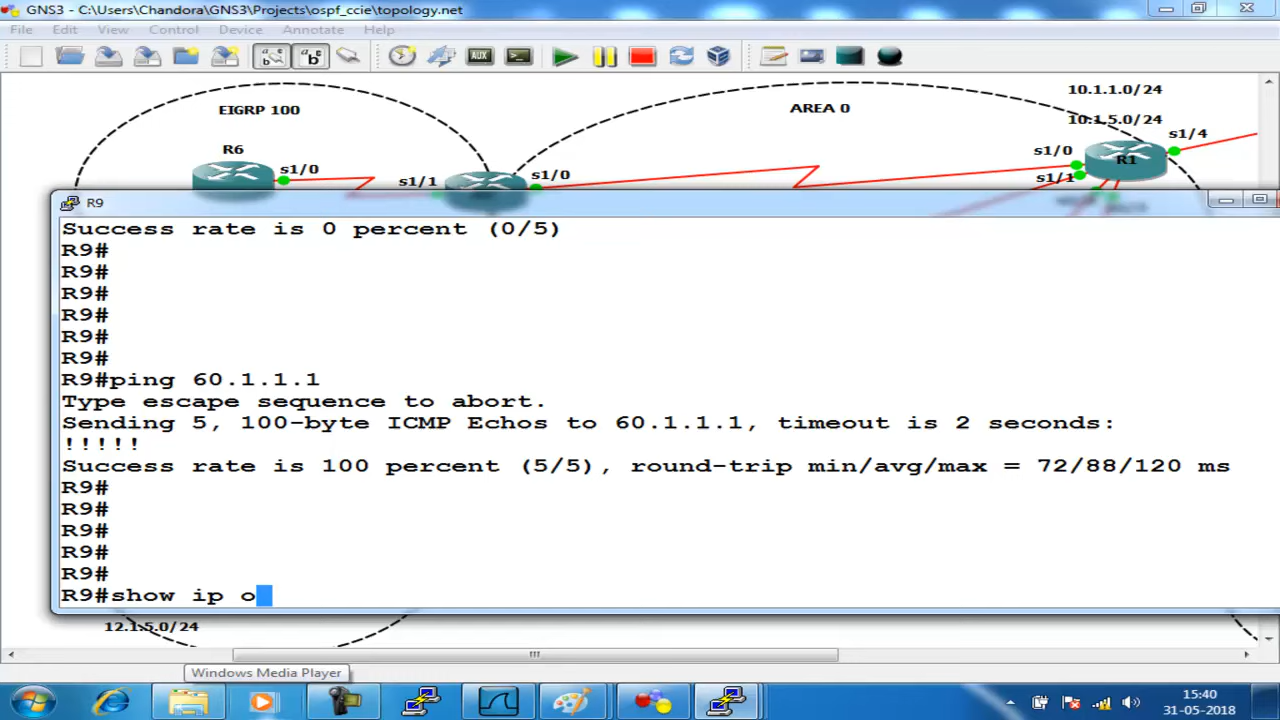 GNS3 - C:\Users\Chandora\GNS3\Projects\ospf_ccie\topology.net
File Edit View Control Device Annotate Help
AUX
EIGRP 100
AREA 0
10.1.1.0/24
10.1.5.0/24
s1/4
R6
s1/0
s1/1
s1/0
s1/0
R1
s1/1
R9
Success rate is 0 percent (0/5)
R9#
R9#
R9#
R9#
R9#
R9#
R9#ping 60.1.1.1
Type escape sequence to abort.
Sending 5, 100-byte ICMP Echos to 60.1.1.1, timeout is 2 seconds:
!!!!!
Success rate is 100 percent (5/5), round-trip min/avg/max = 72/88/120 ms
R9#
R9#
R9#
R9#
R9#
R9#show ip o
12.1.5.0/24
Windows Media Player
15:40
31-05-2018